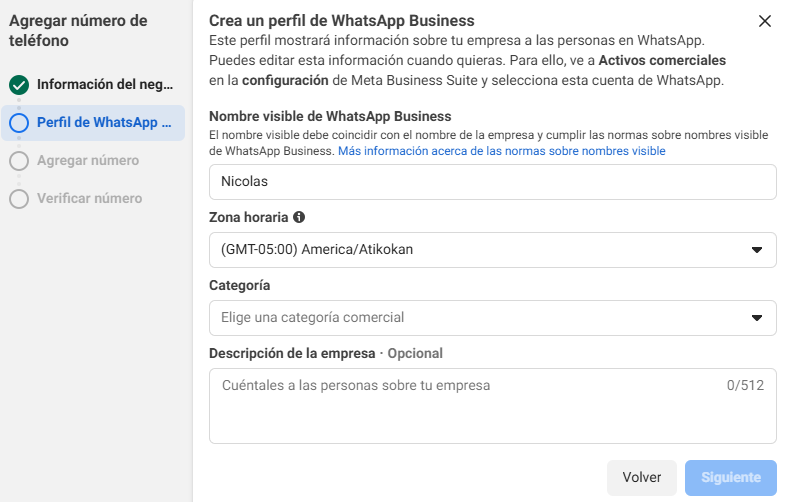 Agregar número de
teléfono
Información del neg...
Perfil de WhatsApp ...
Agregar número
Verificar número
Crea un perfil de WhatsApp Business
Este perfil mostrará información sobre tu empresa a las personas en WhatsApp.
Puedes editar esta información cuando quieras. Para ello, ve a Activos comerciales
en la configuración de Meta Business Suite y selecciona esta cuenta de WhatsApp.
Nombre visible de WhatsApp Business
El nombre visible debe coincidir con el nombre de la empresa y cumplir las normas sobre nombres visible
de WhatsApp Business. Más información acerca de las normas sobre nombres visible
Nicolas
Zona horaria
(GMT-05:00) America/Atikokan
Categoría
Elige una categoría comercial
Descripción de la empresa · Opcional
Cuéntales a las personas sobre tu empresa 0/512
Volver Siguiente